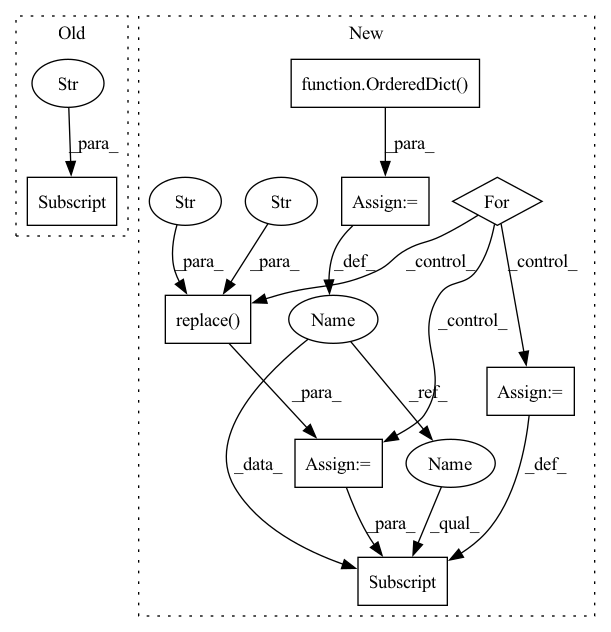 Old
New
Str
function.OrderedDict()
_para_
_para_
Subscript
Str
Str
Assign:=
For
_para_
_para_
_def_
_control_
_control_
replace()
Name
_control_
_para_
_ref_
Assign:=
_data_
Assign:=
Name
_def_
_para_
_qual_
Subscript